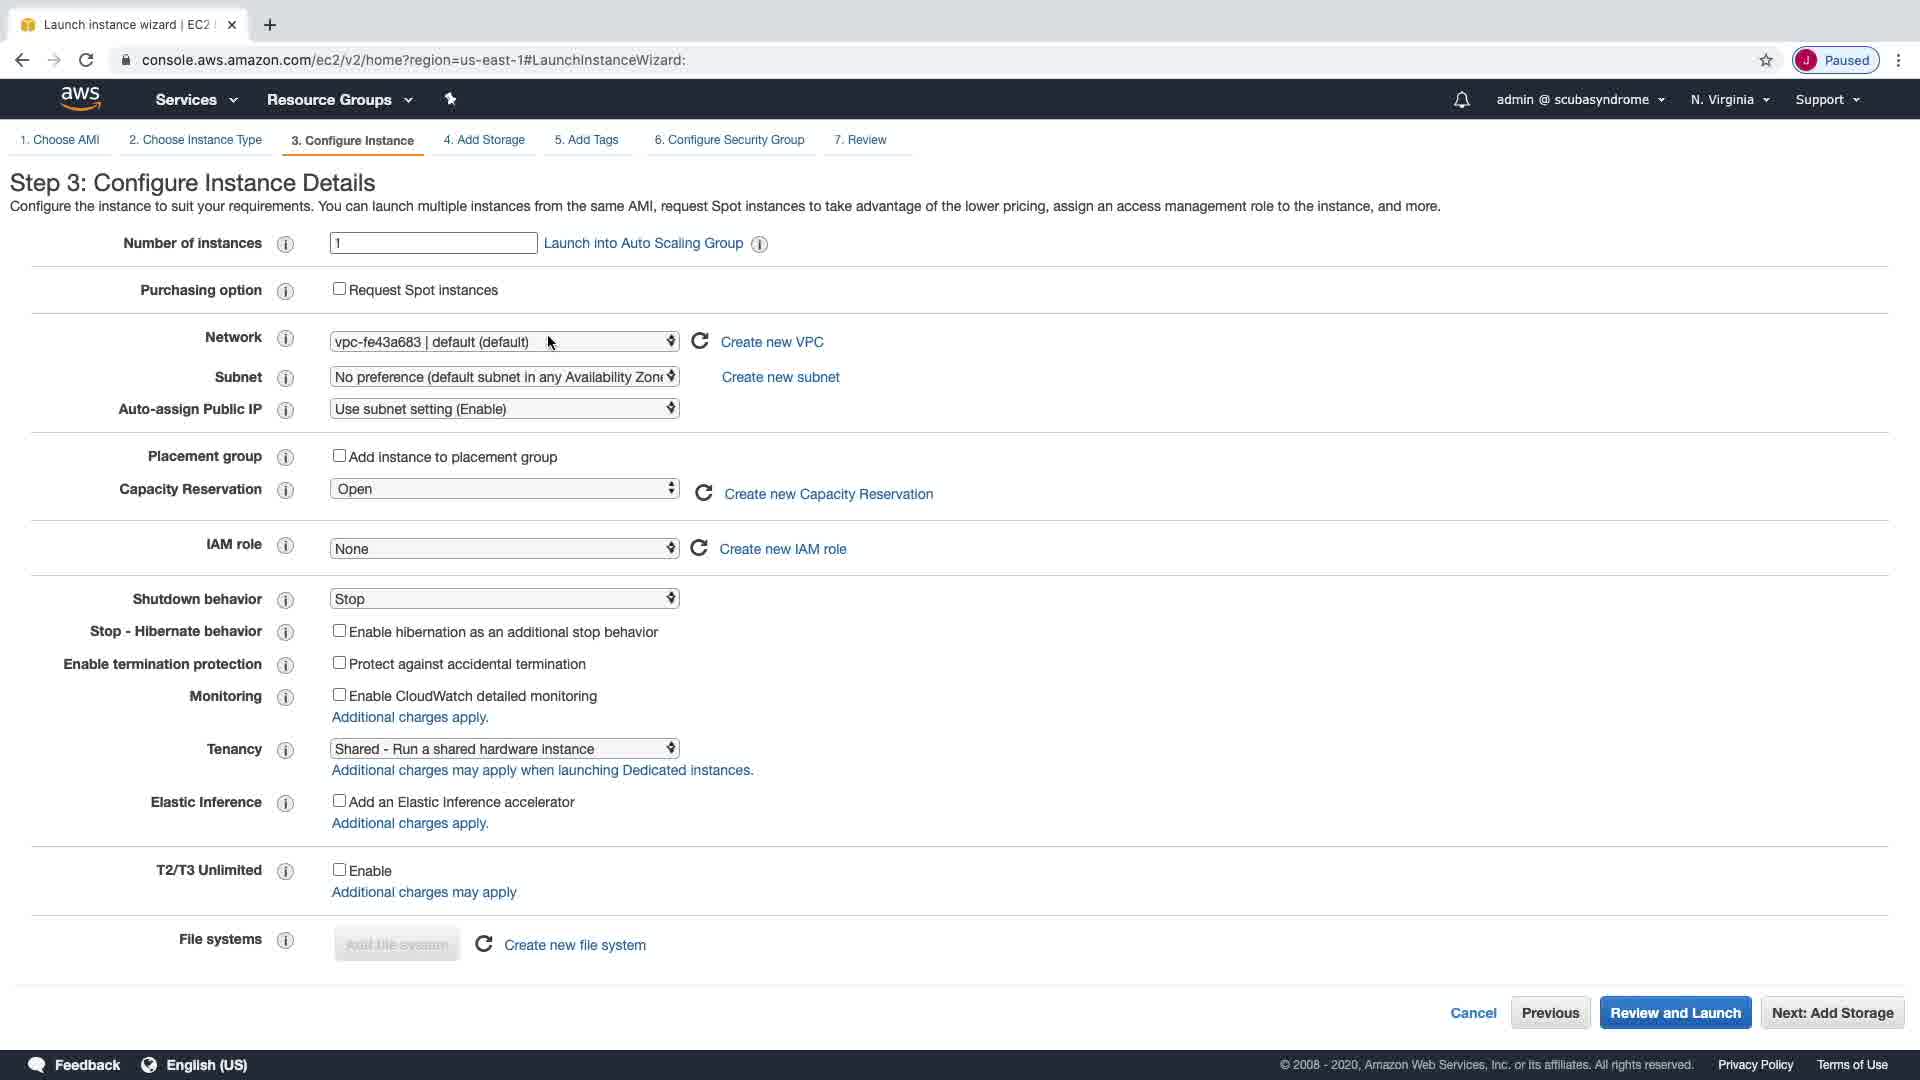 Launch instance wizard | EC2
console.aws.amazon.com/ec2/v2/home?region=us-east-1#LaunchInstanceWizard:
J Paused
aws Services Resource Groups admin @ scubasyndrome N. Virginia Support
1. Choose AMI 2. Choose Instance Type 3. Configure Instance 4. Add Storage 5. Add Tags 6. Configure Security Group 7. Review
Step 3: Configure Instance Details
Configure the instance to suit your requirements. You can launch multiple instances from the same AMI, request Spot instances to take advantage of the lower pricing, assign an access management role to the instance, and more.
Number of instances 1 Launch into Auto Scaling Group
Purchasing option Request Spot instances
Network vpc-fe43a683 | default (default) Create new VPC
Subnet No preference (default subnet in any Availability Zone Create new subnet
Auto-assign Public IP Use subnet setting (Enable)
Placement group Add instance to placement group
Capacity Reservation Open Create new Capacity Reservation
IAM role None Create new IAM role
Shutdown behavior Stop
Stop - Hibernate behavior Enable hibernation as an additional stop behavior
Enable termination protection Protect against accidental termination
Monitoring Enable CloudWatch detailed monitoring
Additional charges apply.
Tenancy Shared - Run a shared hardware instance
Additional charges may apply when launching Dedicated instances.
Elastic Inference Add an Elastic Inference accelerator
Additional charges apply.
T2/T3 Unlimited Enable
Additional charges may apply
File systems Add file system Create new file system
Cancel Previous Review and Launch Next: Add Storage
Feedback English (US) © 2008 - 2020, Amazon Web Services, Inc. or its affiliates. All rights reserved. Privacy Policy Terms of Use